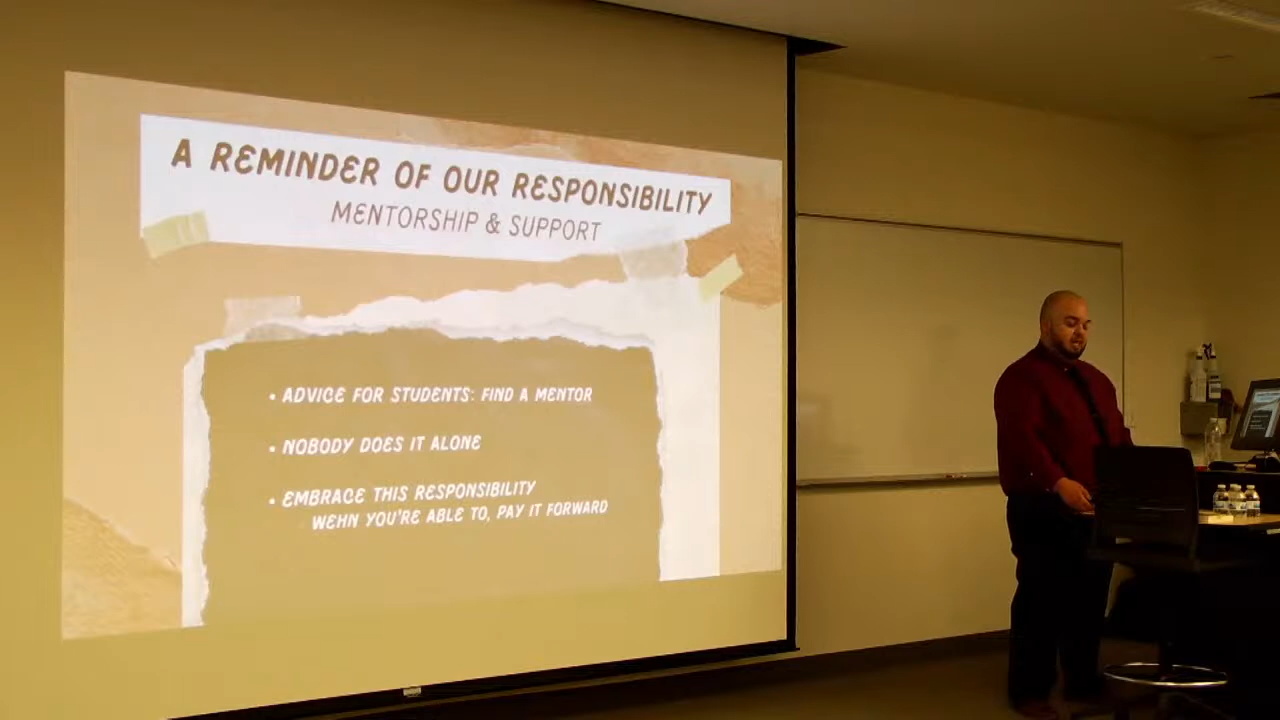 A REMINDER OF OUR RESPONSIBILITY
MENTORSHIP & SUPPORT
• ADVICE FOR STUDENTS: FIND A MENTOR
• NOBODY DOES IT ALONE
• EMBRACE THIS RESPONSIBILITY
WEHN YOU'RE ABLE TO, PAY IT FORWARD